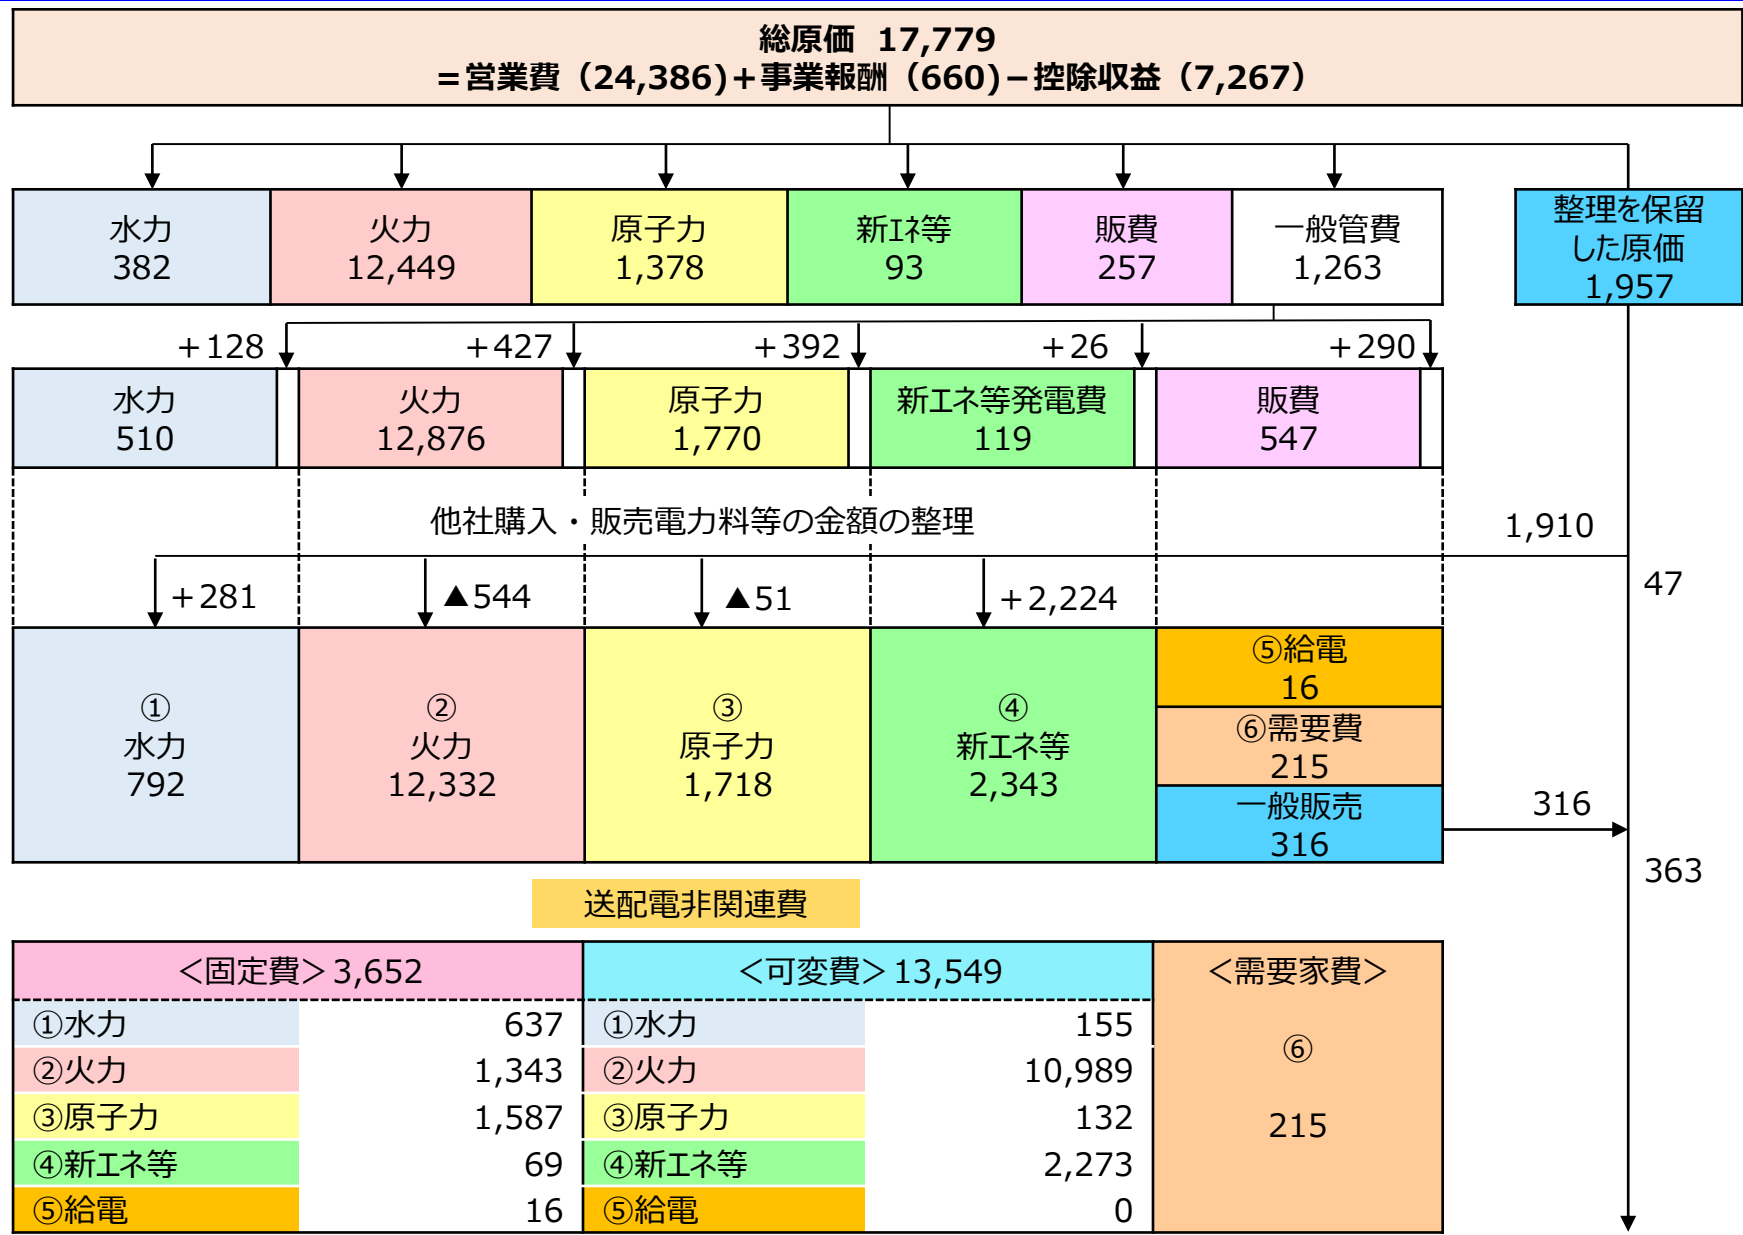 総原価 17,779
＝営業費（24,386)＋事業報酬（660)－控除収益（7,267）
水力
382
火力
12,449
原子力
1,378
新ｴﾈ等
93
販費
257
一般管費
1,263
整理を保留
した原価
1,957
＋128
＋427
＋392
＋26
＋290
水力
510
火力
12,876
原子力
1,770
新エネ等発電費
119
販費
547
他社購入・販売電力料等の金額の整理
1,910
47
＋281
▲544
▲51
＋2,224
①
水力
792
②
火力
12,332
③
原子力
1,718
④
新エネ等
2,343
⑤給電
16
⑥需要費
215
一般販売
316
316
363
送配電非関連費
＜固定費＞3,652
＜可変費＞13,549
＜需要家費＞
①水力 637 ①水力 155
②火力 1,343 ②火力 10,989
③原子力 1,587 ③原子力 132
④新エネ等 69 ④新エネ等 2,273
⑤給電 16 ⑤給電 0
⑥
215